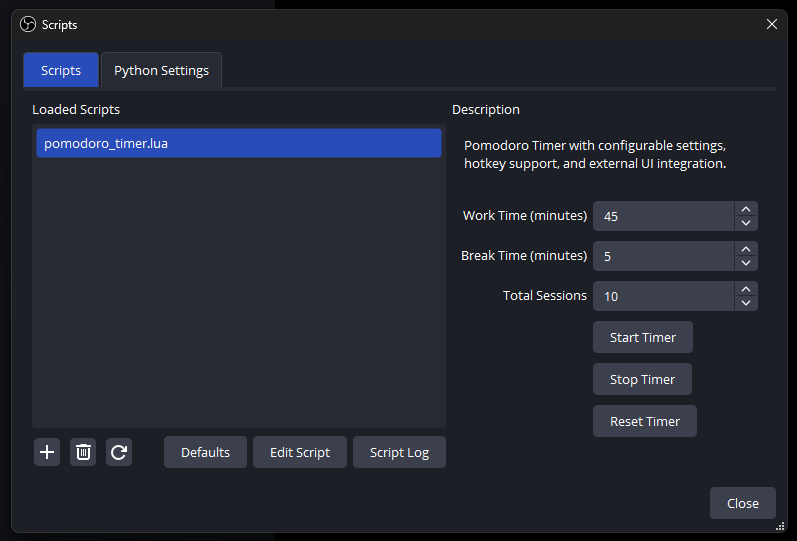 Scripts
Scripts
Python Settings
Loaded Scripts
pomodoro_timer.lua
Defaults
Edit Script
Script Log
Description
Pomodoro Timer with configurable settings,
hotkey support, and external UI integration.
Work Time (minutes) 45
Break Time (minutes) 5
Total Sessions 10
Start Timer
Stop Timer
Reset Timer
Close